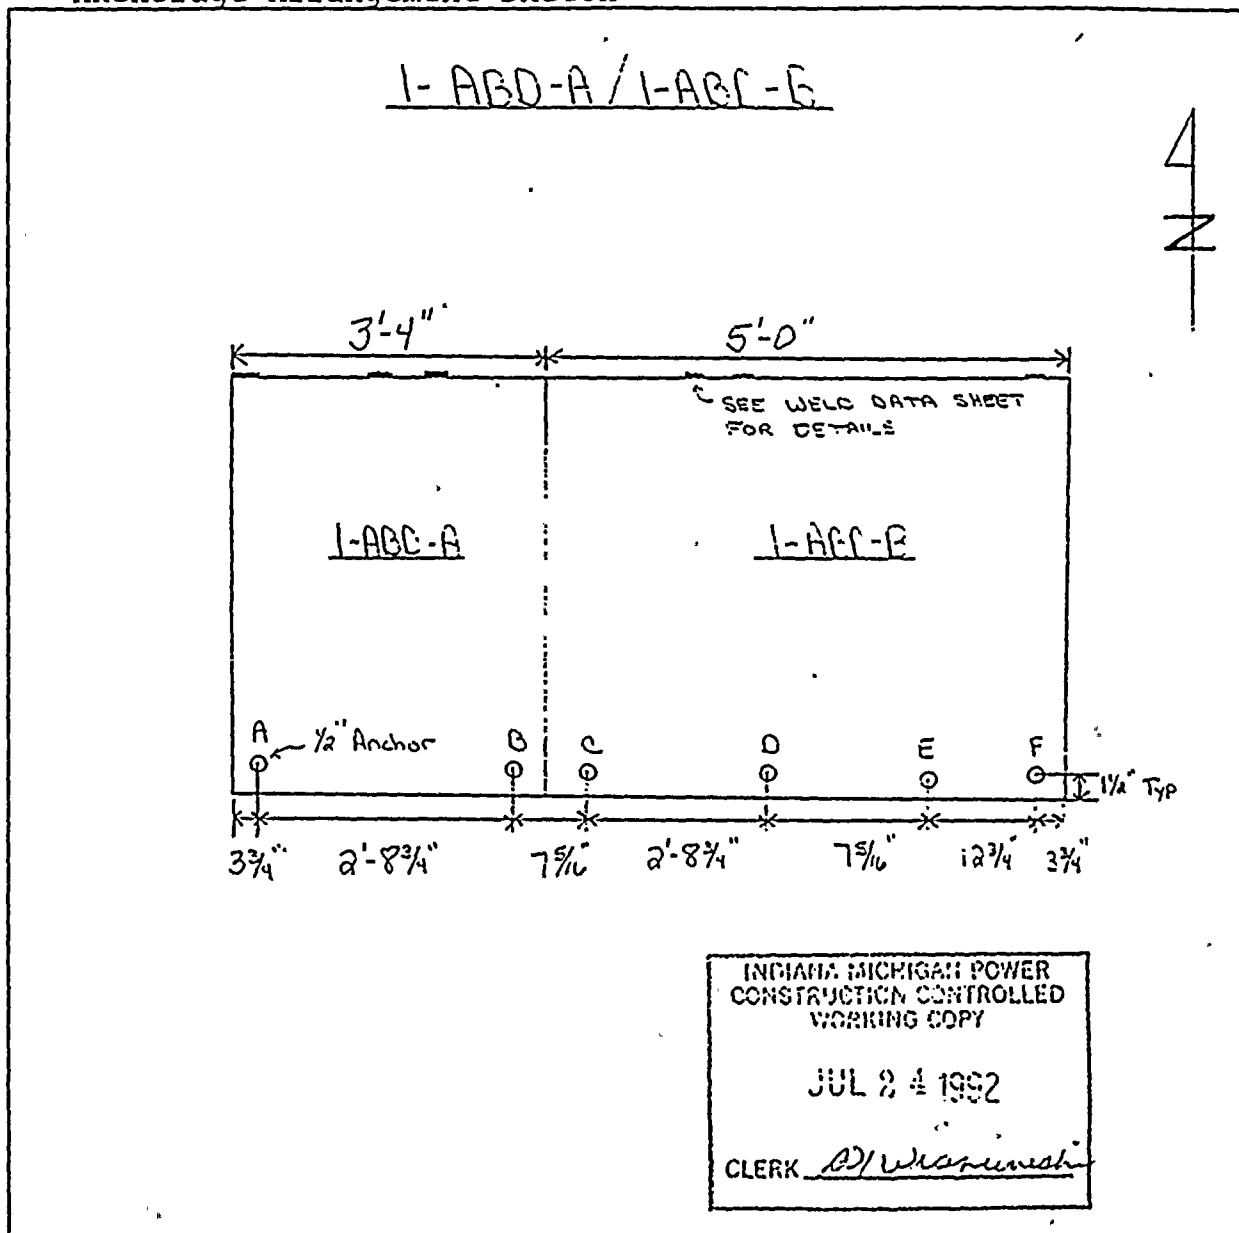 1-ABD-A / 1-ABC-B
N
3'-4"
5'-0"
SEE WELD DATA SHEET
FOR DETAILS
1-ABD-A
1-ABC-B
A
1/2" Anchor
B
C
D
E
F
1 1/2" TYP
3 3/4"
2'-8 3/4"
7 5/16"
2'-8 3/4"
7 5/16"
12 3/4"
3 3/4"
INDIANA MICHIGAN POWER
CONSTRUCTION CONTROLLED
WORKING COPY
JUL 24 1992
CLERK